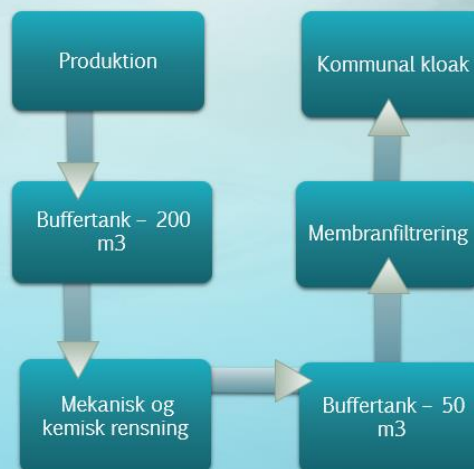 Produktion
Buffertank – 200
m3
Mekanisk og
kemisk rensning
Buffertank – 50
m3
Membranfiltrering
Kommunal kloak